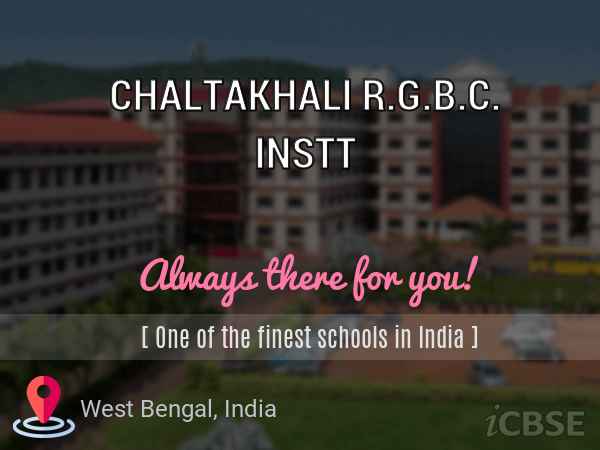 CHALTAKHALI R.G.B.C.
INSTT
Always there for you!
[ One of the finest schools in India ]
West Bengal, India
iCBSE